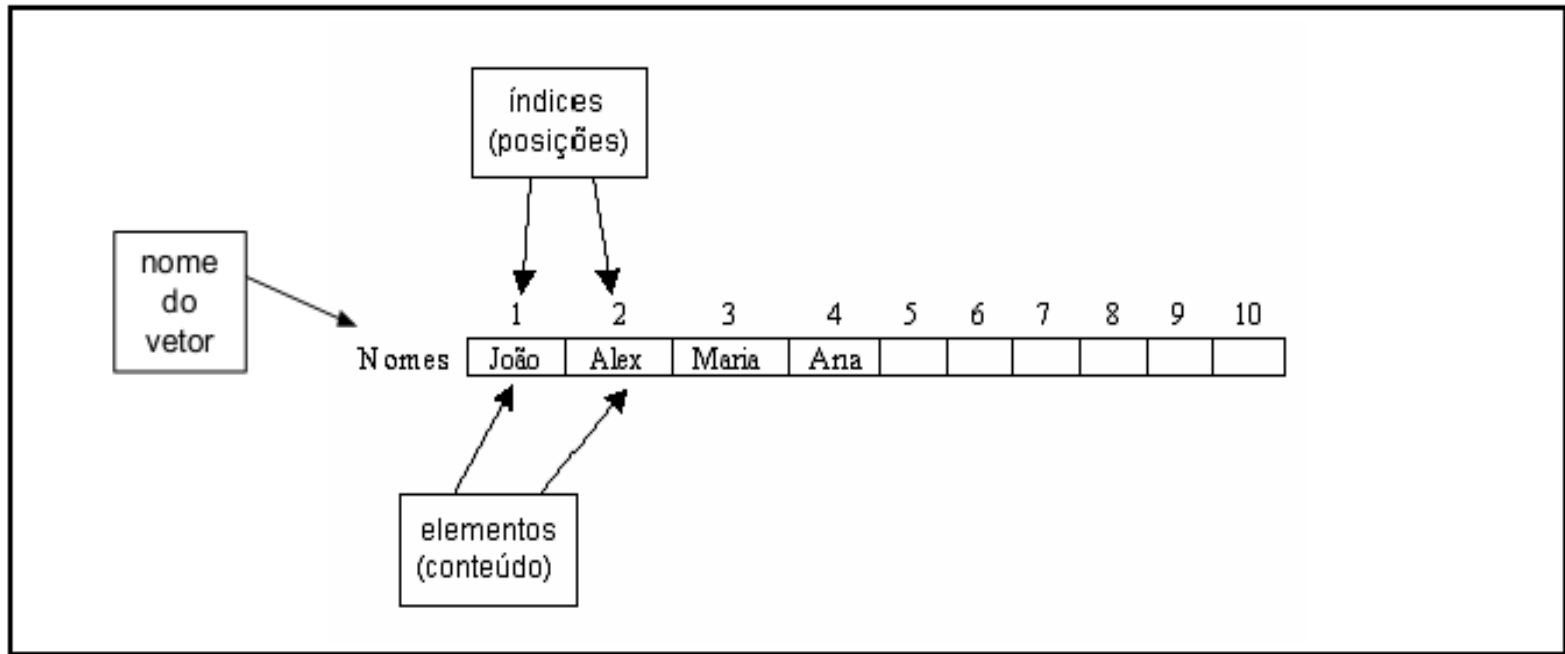 índices
(posições)
nome
do
vetor
1 2 3 4 5 6 7 8 9 10
Nomes João Alex Maria Ana
elementos
(conteúdo)